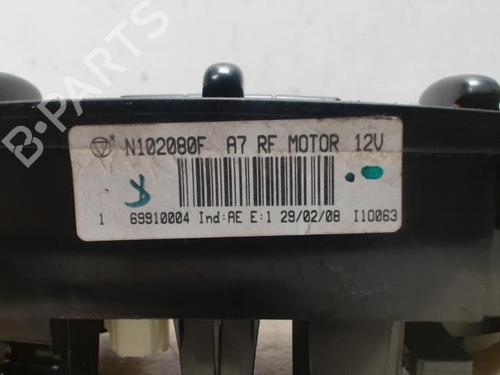 N102080F A7 RF MOTOR 12V
1 69910004 Ind:AE E:1 29/02/08 I10063
B-PARTS